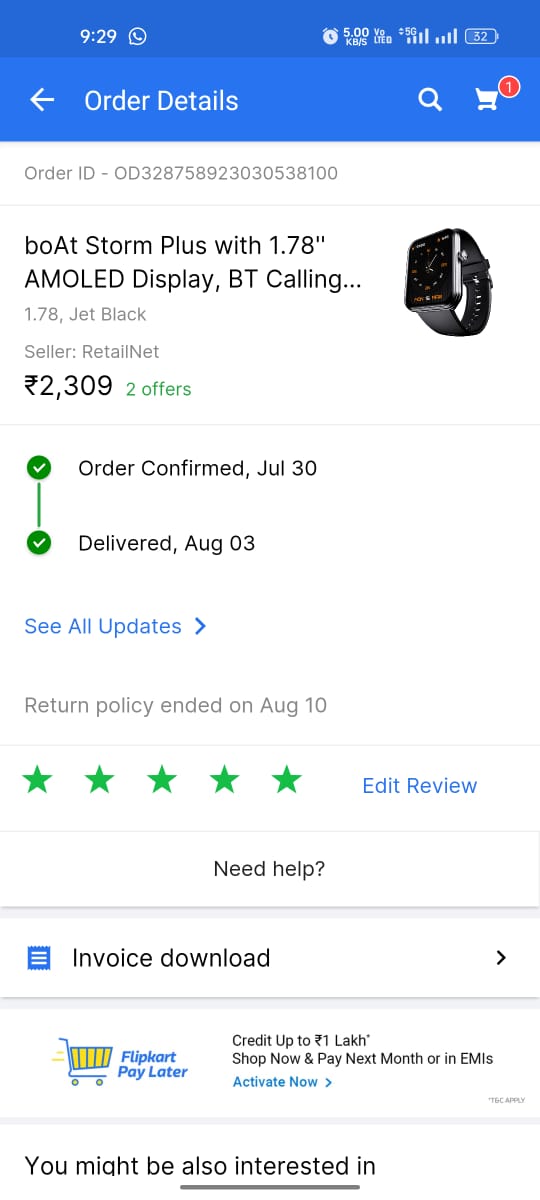 9:29
5.00 KB/S Vo LTED 5G 32
Order Details
1
Order ID - OD328758923030538100
boAt Storm Plus with 1.78"
AMOLED Display, BT Calling...
1.78, Jet Black
Seller: RetailNet
₹2,309 2 offers
Order Confirmed, Jul 30
Delivered, Aug 03
See All Updates
Return policy ended on Aug 10
Edit Review
Need help?
Invoice download
Flipkart
Pay Later
Credit Up to ₹1 Lakh*
Shop Now & Pay Next Month or in EMIs
Activate Now
*T&C APPLY
You might be also interested in